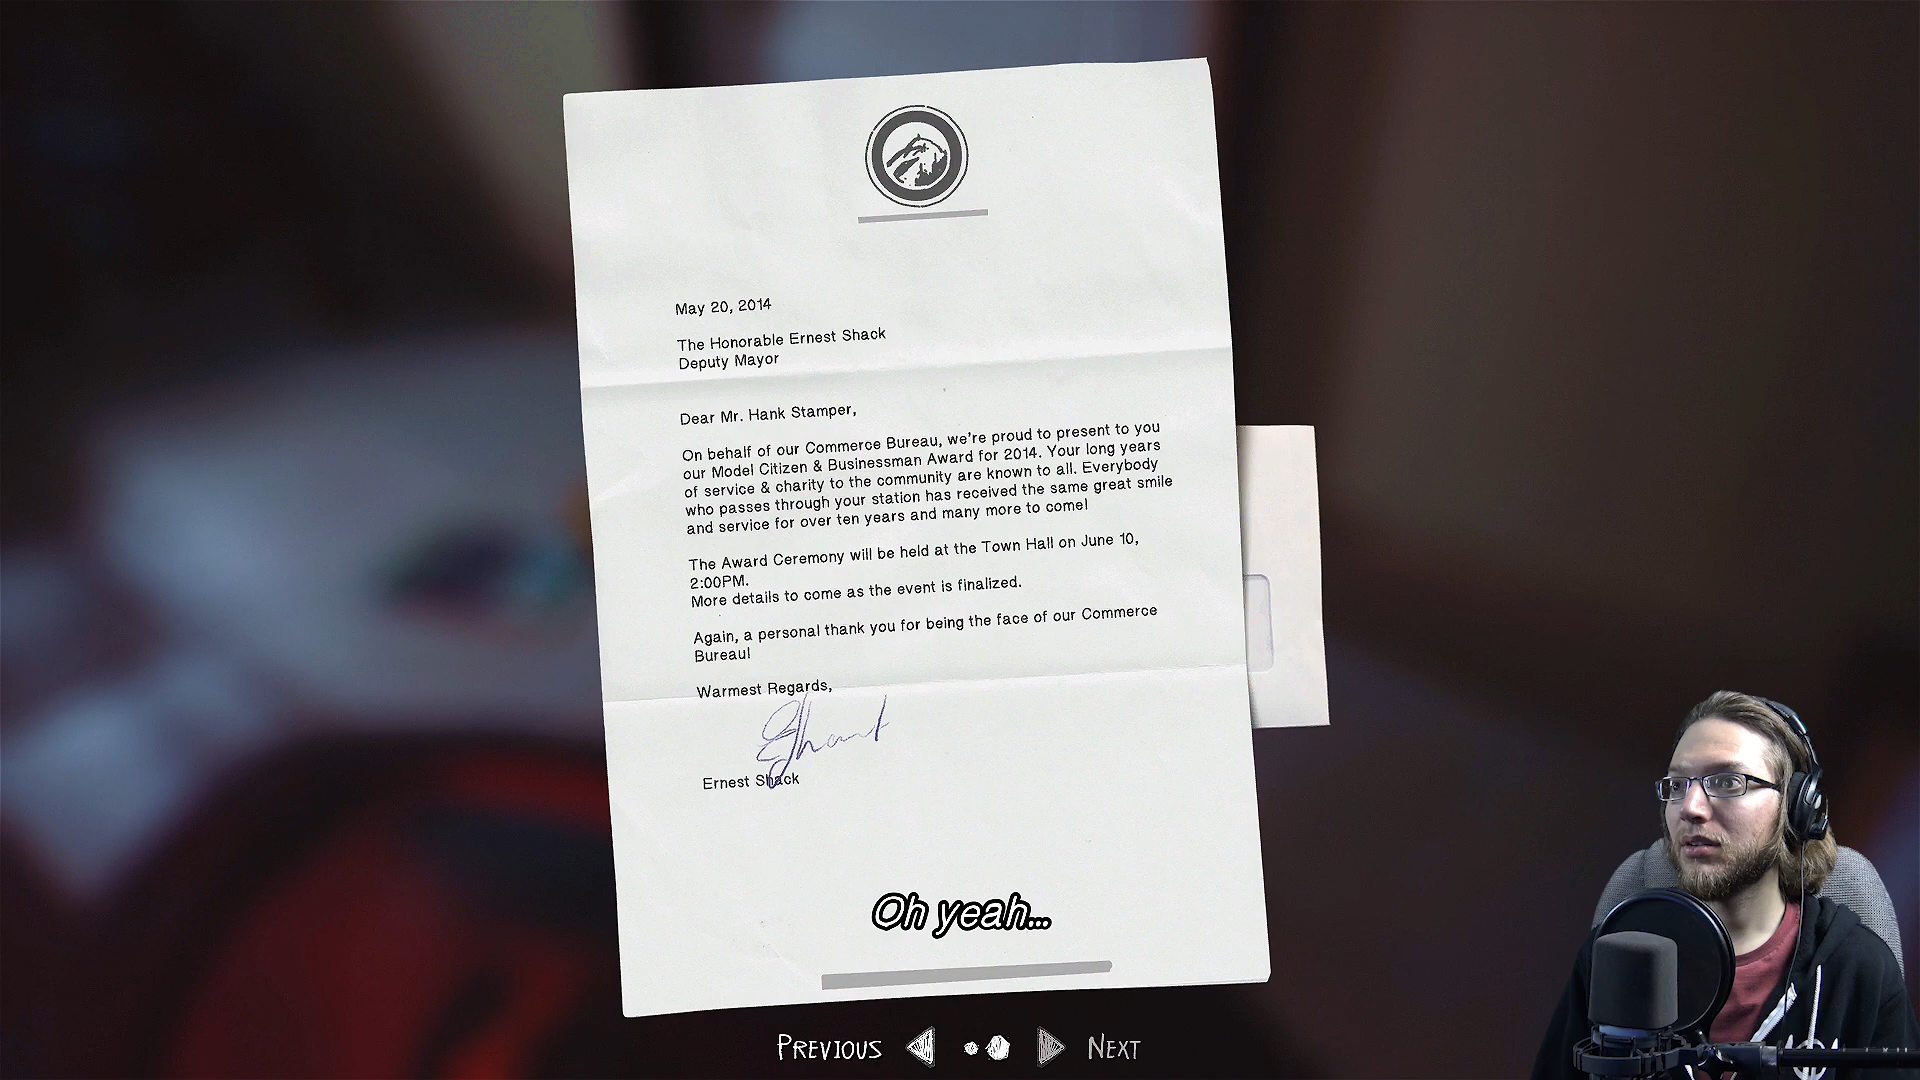 May 20, 2014
The Honorable Ernest Shack
Deputy Mayor
Dear Mr. Hank Stamper,
On behalf of our Commerce Bureau, we're proud to present to you
our Model Citizen & Businessman Award for 2014. Your long years
of service & charity to the community are known to all. Everybody
who passes through your station has received the same great smile
and service for over ten years and many more to come!
The Award Ceremony will be held at the Town Hall on June 10,
2:00PM.
More details to come as the event is finalized.
Again, a personal thank you for being the face of our Commerce
Bureau!
Warmest Regards,
Ernest Shack
Oh yeah...
PREVIOUS
NEXT